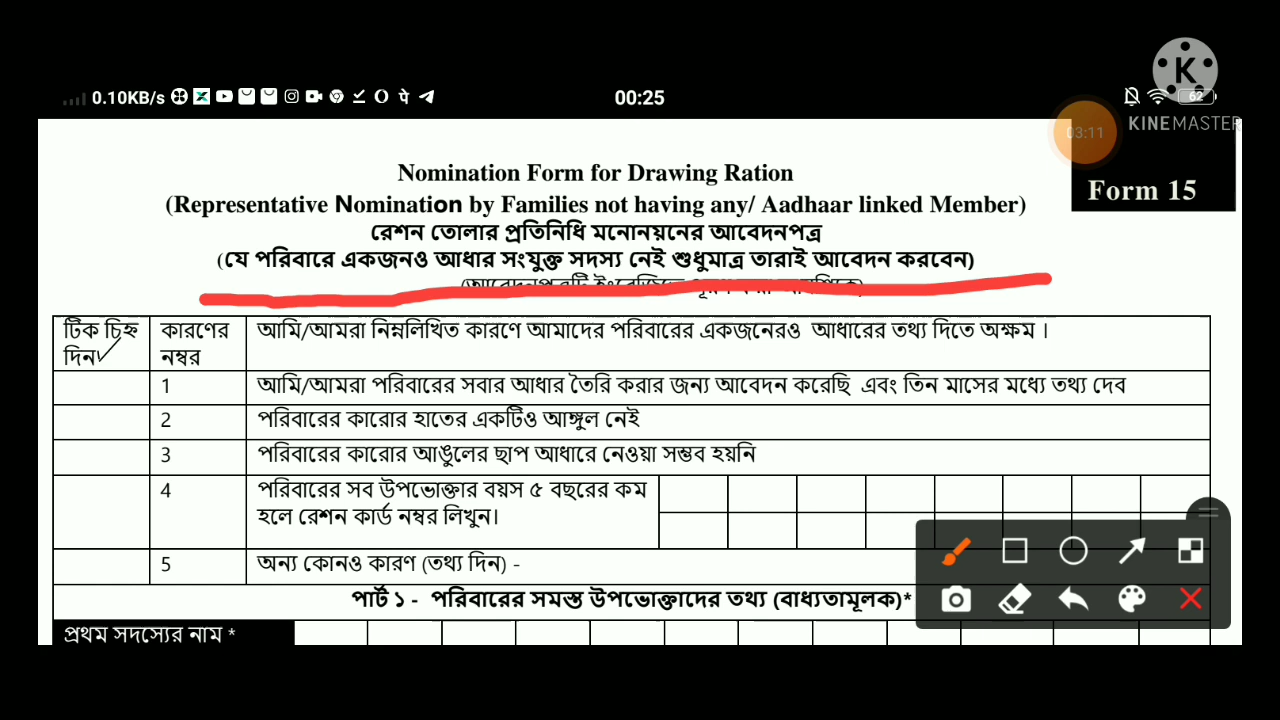 0.10KB/s
00:25
62
03:11
KINEMASTER
Form 15
Nomination Form for Drawing Ration
(Representative Nomination by Families not having any/ Aadhaar linked Member)
রেশন তোলার প্রতিনিধি মনোনয়নের আবেদনপত্র
(যে পরিবারে একজনও আধার সংযুক্ত সদস্য নেই শুধুমাত্র তারাই আবেদন করবেন)
টিক চিহ্ন দিন✓ কারণের নম্বর আমি/আমরা নিম্নলিখিত কারণে আমাদের পরিবারের একজনেরও আধারের তথ্য দিতে অক্ষম ।
1 আমি/আমরা পরিবারের সবার আধার তৈরি করার জন্য আবেদন করেছি এবং তিন মাসের মধ্যে তথ্য দেব
2 পরিবারের কারোর হাতের একটিও আঙ্গুল নেই
3 পরিবারের কারোর আঙুলের ছাপ আধারে নেওয়া সম্ভব হয়নি
4 পরিবারের সব উপভোক্তার বয়স ৫ বছরের কম
হলে রেশন কার্ড নম্বর লিখুন।
5 অন্য কোনও কারণ (তথ্য দিন) -
পার্ট ১ - পরিবারের সমস্ত উপভোক্তাদের তথ্য (বাধ্যতামূলক)*
প্রথম সদস্যের নাম *